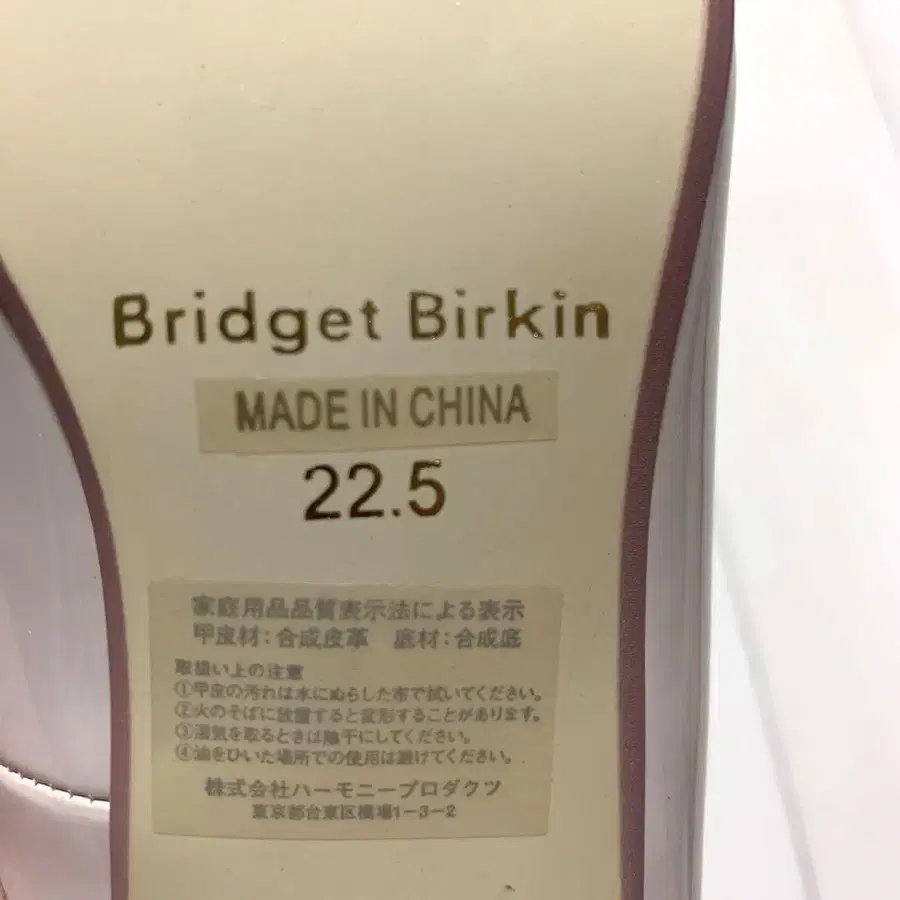 Bridget Birkin
MADE IN CHINA
22.5
家庭用品品質表示法による表示
甲皮材：合成皮革　底材：合成底
取扱い上の注意
①甲皮の汚れは水にぬらした布で拭いてください。
②火のそばに放置すると変形することがあります。
③湿気を取るときは陰干にしてください。
④油をひいた場所での使用は避けてください。
株式会社ハーモニープロダクツ
東京都台東区橋場1－3－2